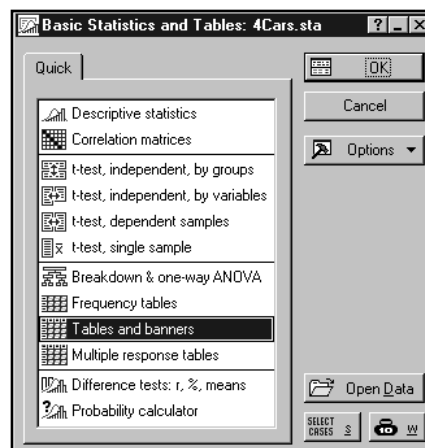 Basic Statistics and Tables: 4Cars.sta
Quick
Descriptive statistics
Correlation matrices
t-test, independent, by groups
t-test, independent, by variables
t-test, dependent samples
t-test, single sample
Breakdown & one-way ANOVA
Frequency tables
Tables and banners
Multiple response tables
Difference tests: r, %, means
Probability calculator
OK
Cancel
Options
Open Data
SELECT CASES S
10 W